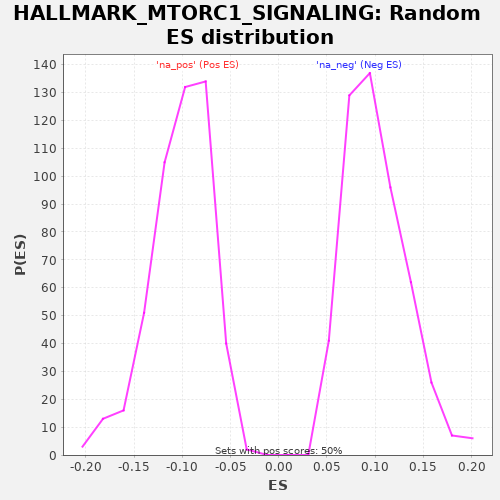 HALLMARK_MTORC1_SIGNALING: Random
ES distribution
'na_pos' (Pos ES)
'na_neg' (Neg ES)
140
130
120
110
100
90
80
70
60
50
40
30
20
10
0
P(ES)
Sets with pos scores: 50%
-0.20 -0.15 -0.10 -0.05 0.00 0.05 0.10 0.15 0.20
ES